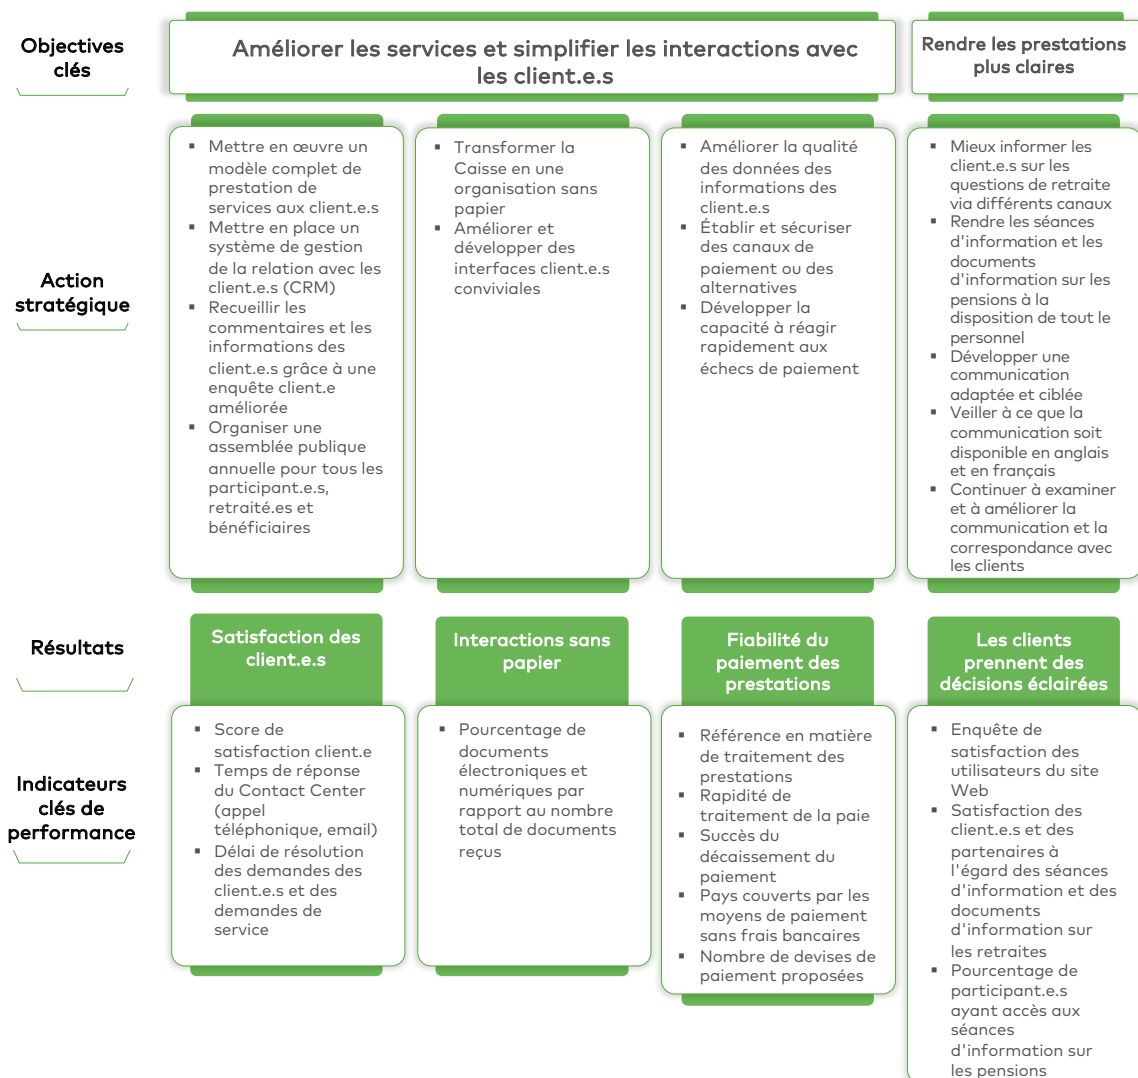 Objectives
clés
Améliorer les services et simplifier les interactions avec
les client.e.s
Rendre les prestations
plus claires
Action
stratégique
▪ Mettre en œuvre un
modèle complet de
prestation de
services aux client.e.s
▪ Mettre en place un
système de gestion
de la relation avec les
client.e.s (CRM)
▪ Recueillir les
commentaires et les
informations des
client.e.s grâce à une
enquête client.e
améliorée
▪ Organiser une
assemblée publique
annuelle pour tous les
participant.e.s,
retraité.es et
bénéficiaires
▪ Transformer la
Caisse en une
organisation sans
papier
▪ Améliorer et
développer des
interfaces client.e.s
conviviales
▪ Améliorer la qualité
des données des
informations des
client.e.s
▪ Établir et sécuriser
des canaux de
paiement ou des
alternatives
▪ Développer la
capacité à réagir
rapidement aux
échecs de paiement
▪ Mieux informer les
client.e.s sur les
questions de retraite
via différents canaux
▪ Rendre les séances
d'information et les
documents
d'information sur les
pensions à la
disposition de tout le
personnel
▪ Développer une
communication
adaptée et ciblée
▪ Veiller à ce que la
communication soit
disponible en anglais
et en français
▪ Continuer à examiner
et à améliorer la
communication et la
correspondance avec
les clients
Résultats
Satisfaction des
client.e.s
Interactions sans
papier
Fiabilité du
paiement des
prestations
Les clients
prennent des
décisions éclairées
Indicateurs
clés de
performance
▪ Score de
satisfaction client.e
▪ Temps de réponse
du Contact Center
(appel
téléphonique, email)
▪ Délai de résolution
des demandes des
client.e.s et des
demandes de
service
▪ Pourcentage de
documents
électroniques et
numériques par
rapport au nombre
total de documents
reçus
▪ Référence en matière
de traitement des
prestations
▪ Rapidité de
traitement de la paie
▪ Succès du
décaissement du
paiement
▪ Pays couverts par les
moyens de paiement
sans frais bancaires
▪ Nombre de devises de
paiement proposées
▪ Enquête de
satisfaction des
utilisateurs du site
Web
▪ Satisfaction des
client.e.s et des
partenaires à
l'égard des séances
d'information et des
documents
d'information sur
les retraites
▪ Pourcentage de
participant.e.s
ayant accès aux
séances
d'information sur
les pensions